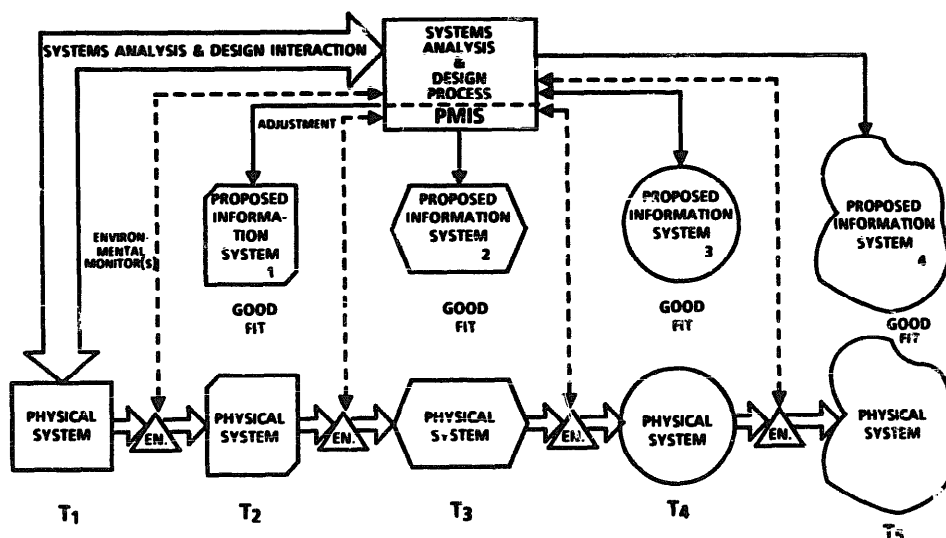 SYSTEMS ANALYSIS & DESIGN INTERACTION
SYSTEMS
ANALYSIS
&
DESIGN
PROCESS
PMIS
ADJUSTMENT
ENVIRON-
MENTAL
MONITOR(S)
PROPOSED
INFORMA-
TION
SYSTEM
1
PROPOSED
INFORMATION
SYSTEM
2
PROPOSED
INFORMATION
SYSTEM
3
PROPOSED
INFORMATION
SYSTEM
4
GOOD
FIT
GOOD
FIT
GOOD
FIT
GOOD
FIT
PHYSICAL
SYSTEM
EN.
PHYSICAL
SYSTEM
EN.
PHYSICAL
SYSTEM
EN.
PHYSICAL
SYSTEM
EN.
PHYSICAL
SYSTEM
T1
T2
T3
T4
T5